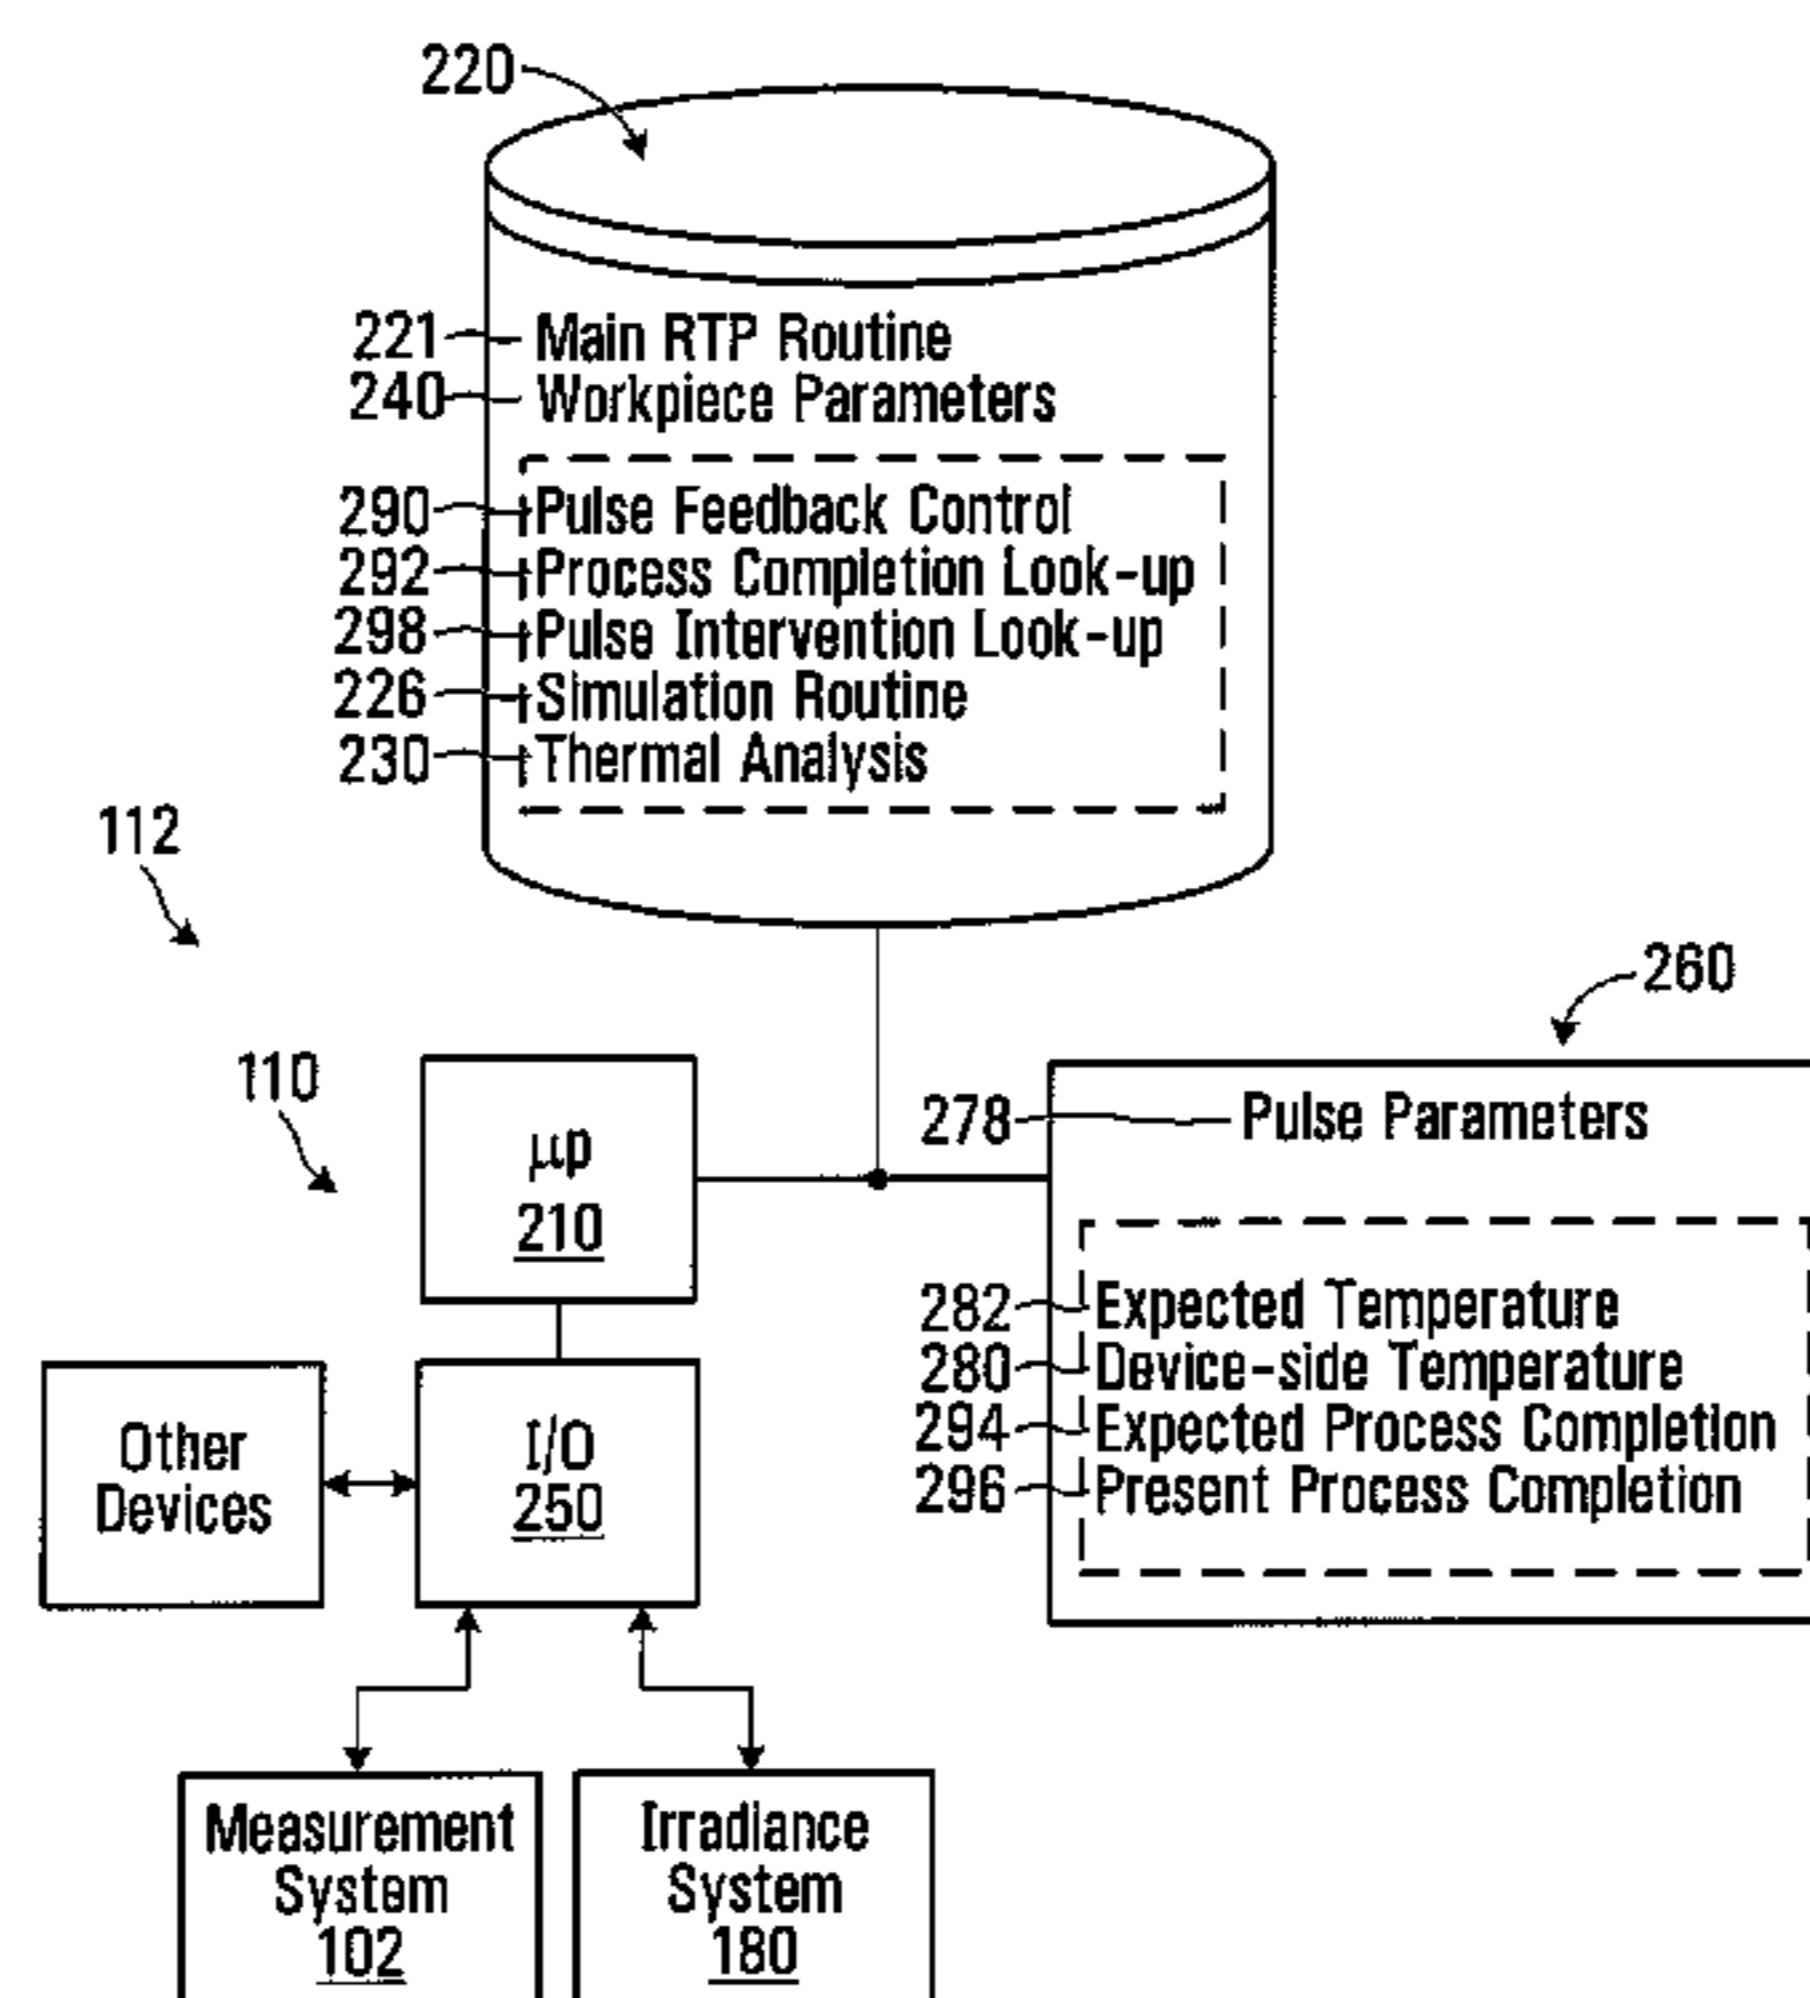 220
221 Main RTP Routine
240 Workpiece Parameters
290 Pulse Feedback Control
292 Process Completion Look-up
298 Pulse Intervention Look-up
226 Simulation Routine
230 Thermal Analysis
112
260
110
278 Pulse Parameters
μp
210
282 Expected Temperature
280 Device-side Temperature
294 Expected Process Completion
296 Present Process Completion
Other
Devices
I/O
250
Measurement
System
102
Irradiance
System
180